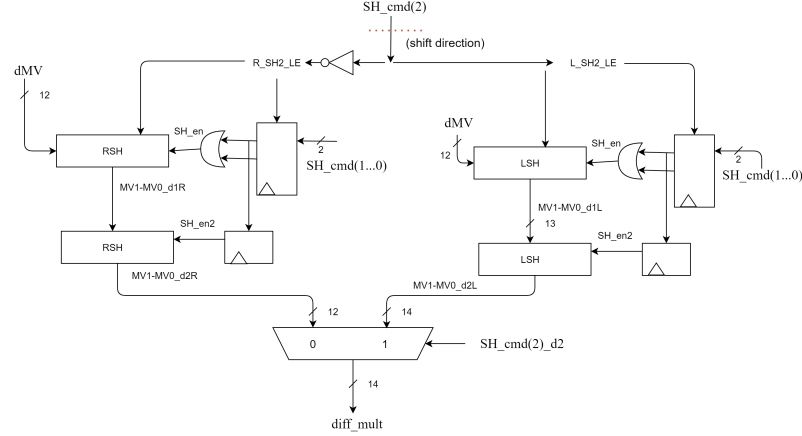 SH_cmd(2)
(shift direction)
R_SH2_LE
L_SH2_LE
dMV
12
dMV
12
SH_en
SH_en
RSH
2
SH_cmd(1...0)
LSH
2
SH_cmd(1...0)
MV1-MV0_d1R
MV1-MV0_d1L
13
SH_en2
SH_en2
RSH
LSH
MV1-MV0_d2R
MV1-MV0_d2L
12
14
0
1
SH_cmd(2)_d2
14
diff_mult